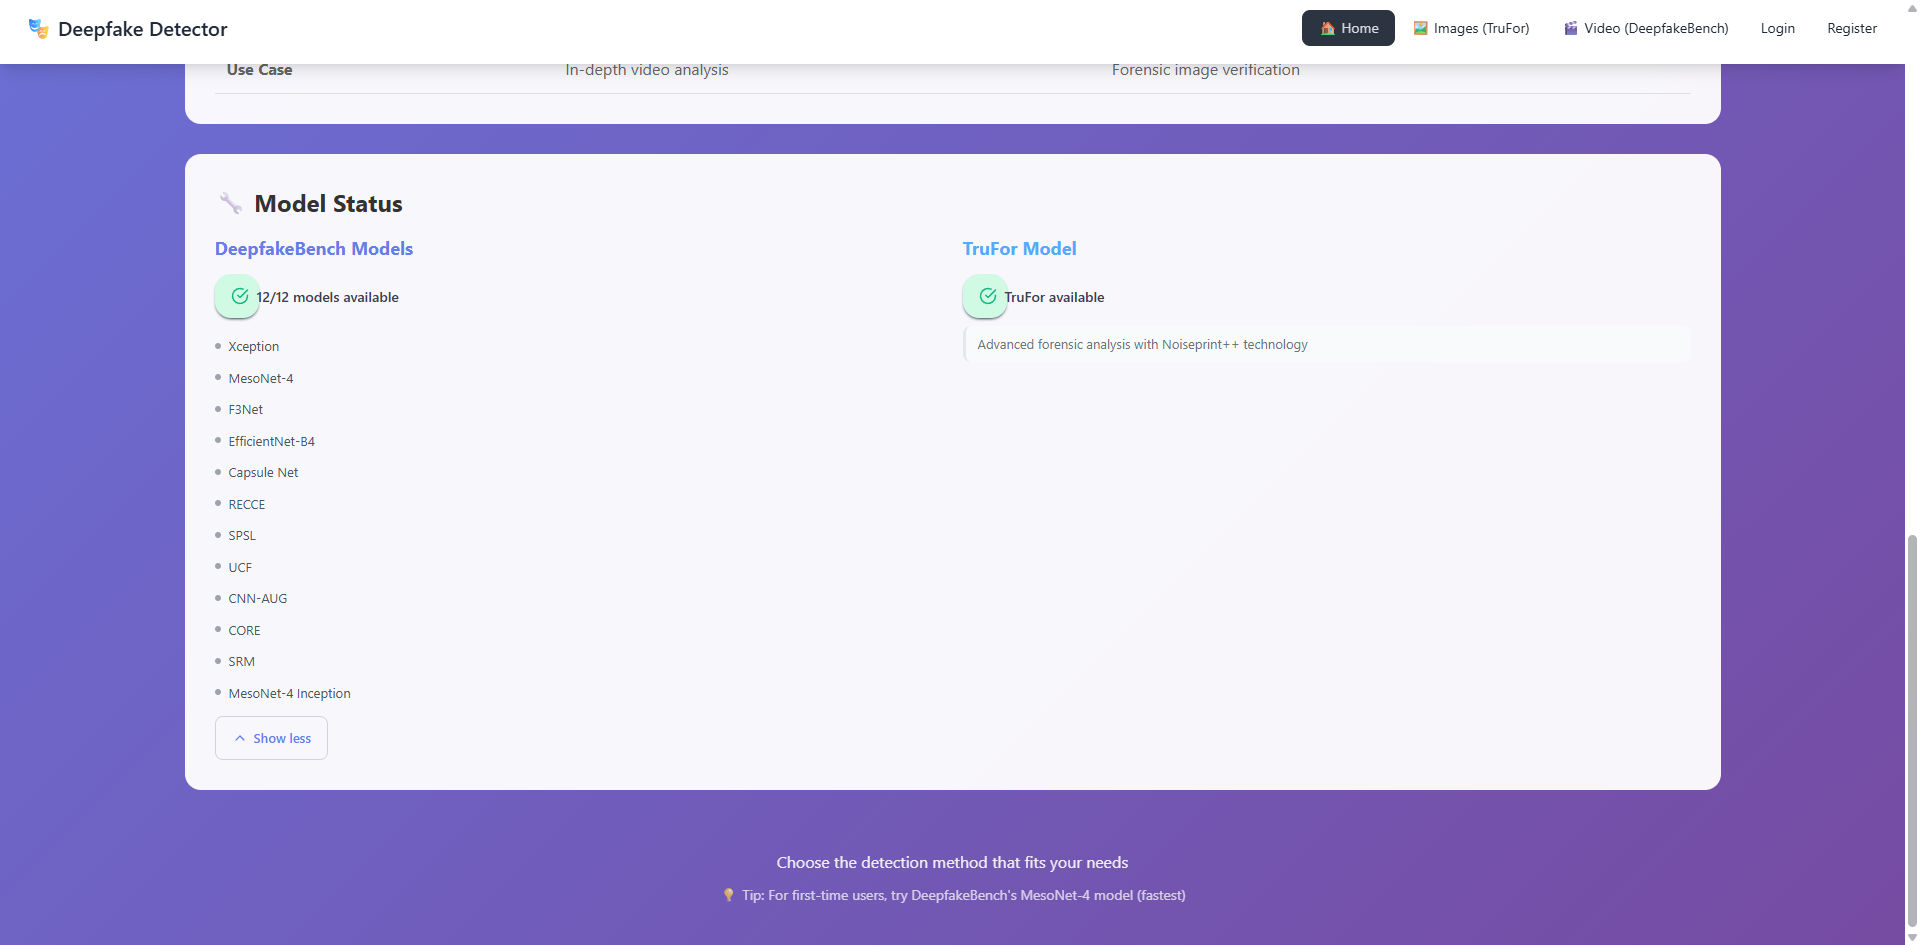 Deepfake Detector
Home
Images (TruFor)
Video (DeepfakeBench)
Login
Register
Use Case
In-depth video analysis
Forensic image verification
Model Status
DeepfakeBench Models
12/12 models available
Xception
MesoNet-4
F3Net
EfficientNet-B4
Capsule Net
RECCE
SPSL
UCF
CNN-AUG
CORE
SRM
MesoNet-4 Inception
Show less
TruFor Model
TruFor available
Advanced forensic analysis with Noiseprint++ technology
Choose the detection method that fits your needs
Tip: For first-time users, try DeepfakeBench's MesoNet-4 model (fastest)